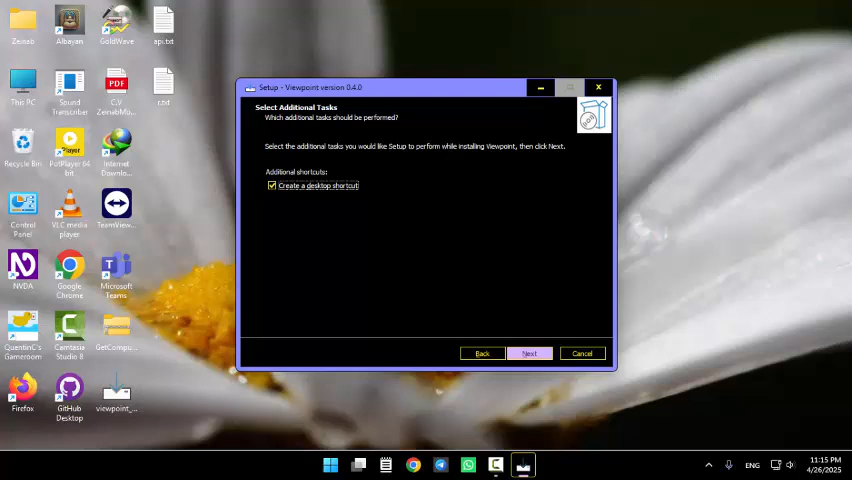 Zeinab
Albayan
GoldWave
api.txt
This PC
Sound
Transcriber
PDF
C.V
ZeinabMo...
r.txt
Recycle Bin
PotPlayer 64
bit
Internet
Downlo...
Control
Panel
VLC media
player
TeamView...
NVDA
Google
Chrome
Microsoft
Teams
QuentinC's
Gameroom
Camtasia
Studio 8
GetCompu...
Firefox
GitHub
Desktop
viewpoint_...
Setup - Viewpoint version 0.4.0
Select Additional Tasks
Which additional tasks should be performed?
Select the additional tasks you would like Setup to perform while installing Viewpoint, then click Next.
Additional shortcuts:
Create a desktop shortcut
Back
Next
Cancel
ENG
11:15 PM
4/26/2025